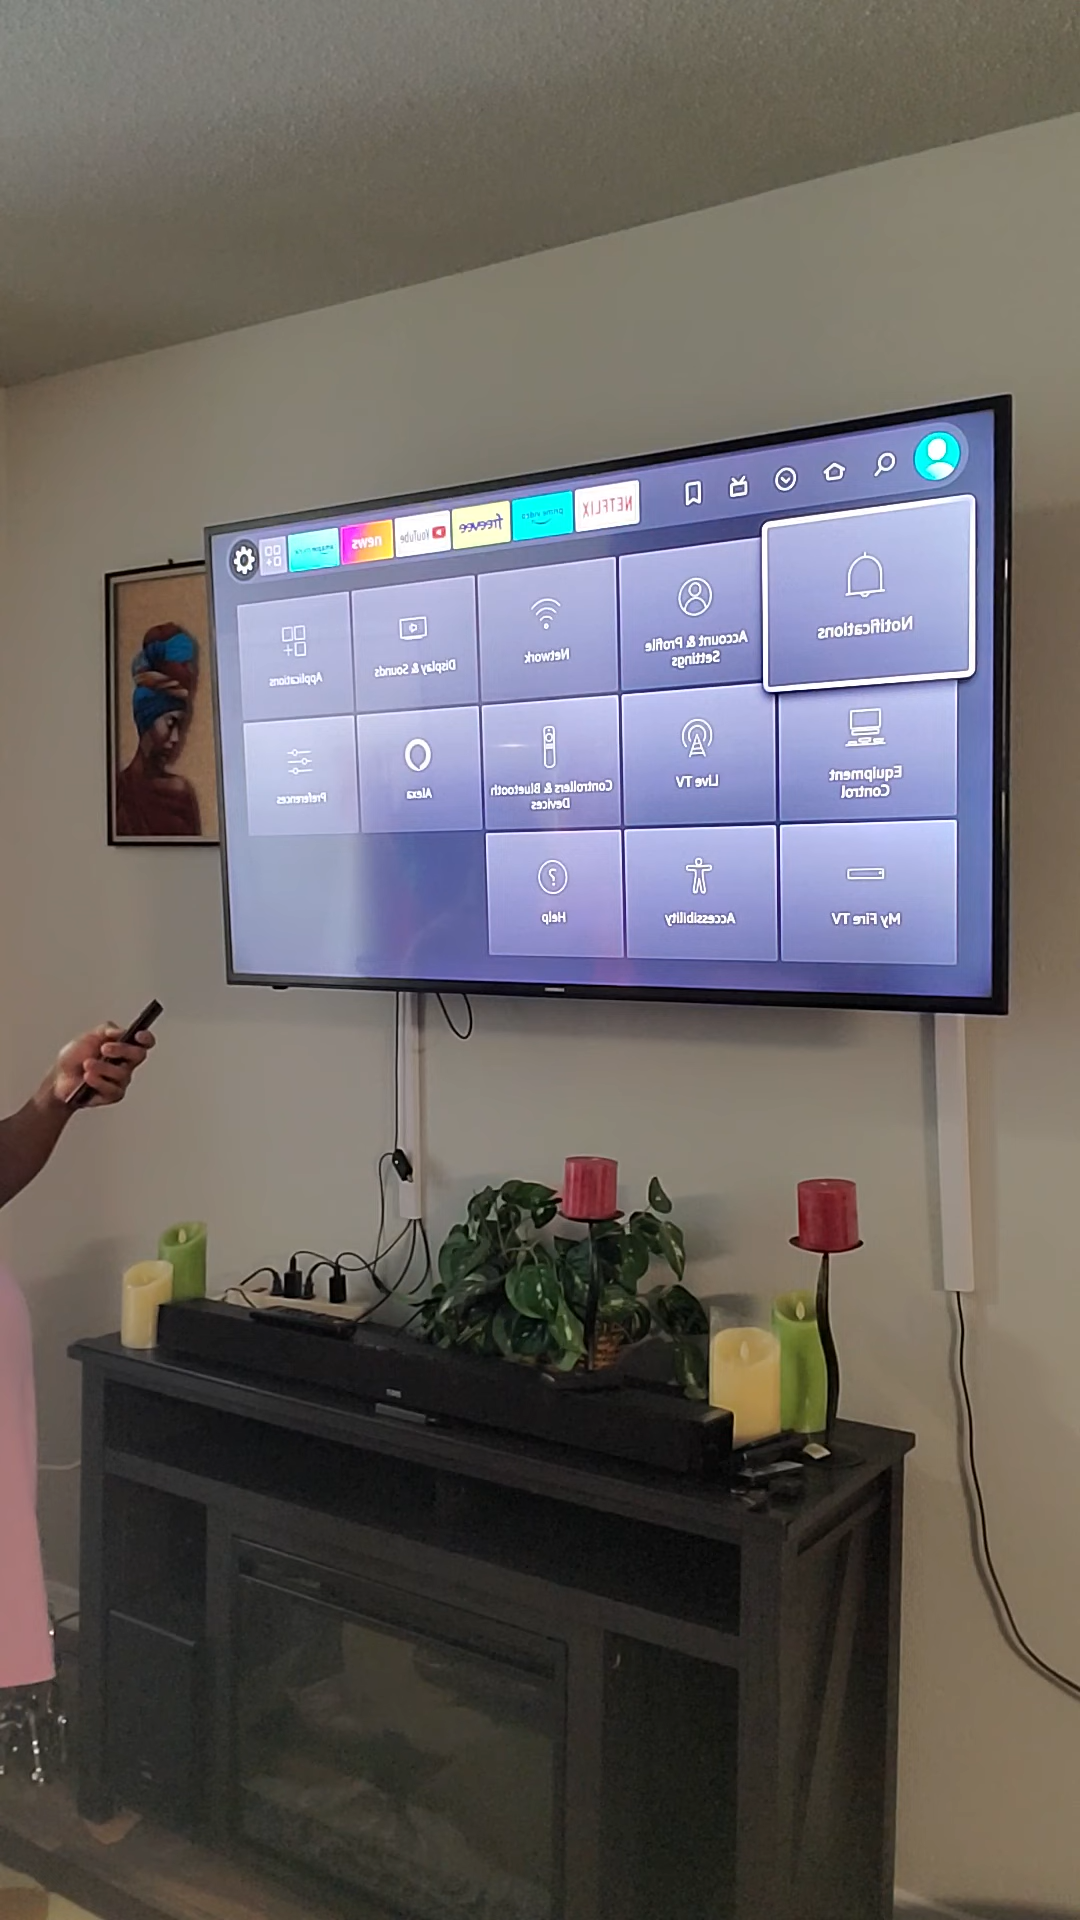 NETFLIX
prime video
freevee
YouTube
news
amazon
Notifications
Account & Profile
Settings
Network
Display & Sounds
Applications
Equipment
Control
Live TV
Controllers & Bluetooth
Devices
Alexa
Preferences
My Fire TV
Accessibility
Help